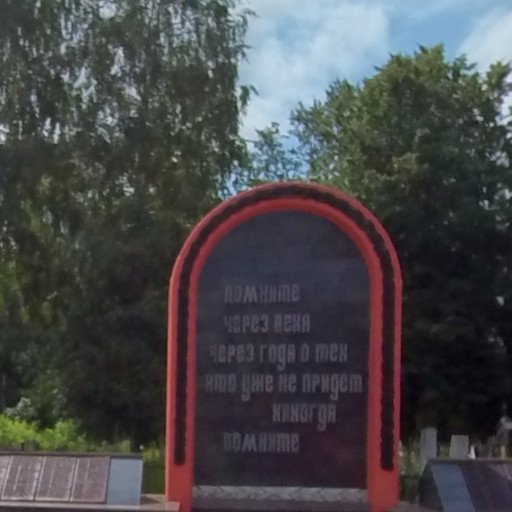 помните
через века
через года о тех
кто уже не придет
никогда
помните